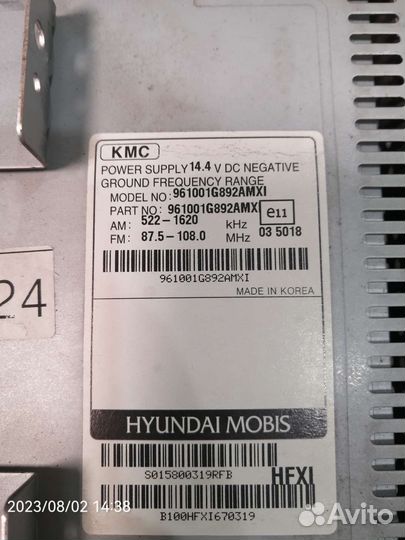 KMC
POWER SUPPLY 14.4 V DC NEGATIVE
GROUND FREQUENCY RANGE
MODEL NO: 961001G892AMXI
PART NO: 961001G892AMXI
AM: 522-1620 KHz
FM: 87.5-108.0 MHz
e11
03 5018
961001G892AMXI
MADE IN KOREA
24
HYUNDAI MOBIS
S015800319RFB
HFXI
B100HFXI670319
2023/08/02 14:38
Avito